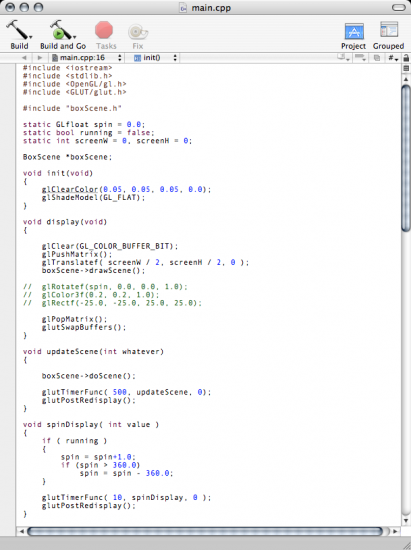 main.cpp
Build
Build and Go
Tasks
Fix
Project
Grouped
main.cpp:16
init()
#
#include <iostream>
#include <stdlib.h>
#include <OpenGL/gl.h>
#include <GLUT/glut.h>
#include "boxScene.h"
static GLfloat spin = 0.0;
static bool running = false;
static int screenW = 0, screenH = 0;
BoxScene *boxScene;
void init(void)
{
glClearColor(0.05, 0.05, 0.05, 0.0);
glShadeModel(GL_FLAT);
}
void display(void)
{
glClear(GL_COLOR_BUFFER_BIT);
glPushMatrix();
glTranslatef( screenW / 2, screenH / 2, 0 );
boxScene->drawScene();
// glRotatef(spin, 0.0, 0.0, 1.0);
// glColor3f(0.2, 0.2, 1.0);
// glRectf(-25.0, -25.0, 25.0, 25.0);
glPopMatrix();
glutSwapBuffers();
}
void updateScene(int whatever)
{
boxScene->doScene();
glutTimerFunc( 500, updateScene, 0);
glutPostRedisplay();
}
void spinDisplay( int value )
{
if ( running )
{
spin = spin+1.0;
if (spin > 360.0)
spin = spin - 360.0;
}
glutTimerFunc( 10, spinDisplay, 0 );
glutPostRedisplay();
}